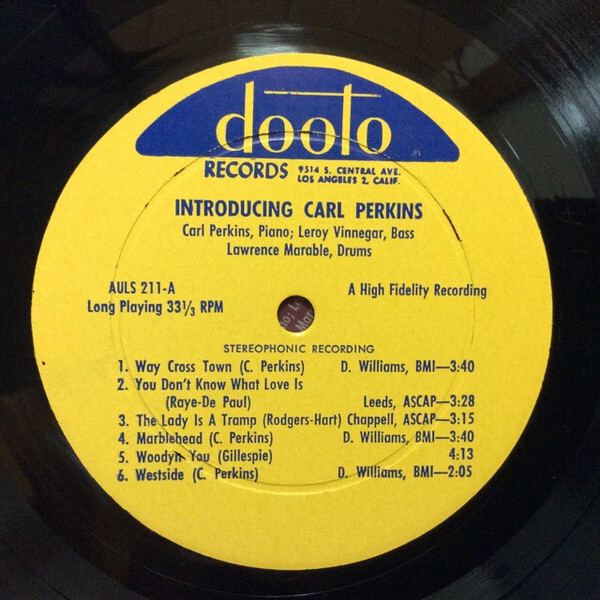 dooto
RECORDS 9514 S. CENTRAL AVE.
LOS ANGELES 2, CALIF.
INTRODUCING CARL PERKINS
Carl Perkins, Piano; Leroy Vinnegar, Bass
Lawrence Marable, Drums
AULS 211-A
Long Playing 33⅓ RPM
A High Fidelity Recording
STEREOPHONIC RECORDING
1. Way Cross Town (C. Perkins) D. Williams, BMI—3:40
2. You Don't Know What Love Is
(Raye-De Paul) Leeds, ASCAP—3:28
3. The Lady Is A Tramp (Rodgers-Hart) Chappell, ASCAP—3:15
4. Marblehead (C. Perkins) D. Williams, BMI—3:40
5. Woodyn You (Gillespie) 4:13
6. Westside (C. Perkins) D. Williams, BMI—2:05